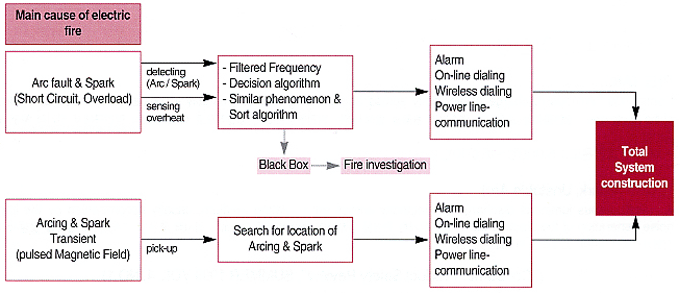 Main cause of electric
fire
Arc fault & Spark
(Short Circuit, Overload)
detecting
(Arc / Spark)
sensing
overheat
- Filtered Frequency
- Decision algorithm
- Similar phenomenon &
Sort algorithm
Alarm
On-line dialing
Wireless dialing
Power line-
communication
Black Box
Fire investigation
Total
System
construction
Arcing & Spark
Transient
(pulsed Magnetic Field)
pick-up
Search for location of
Arcing & Spark
Alarm
On-line dialing
Wireless dialing
Power line-
communication